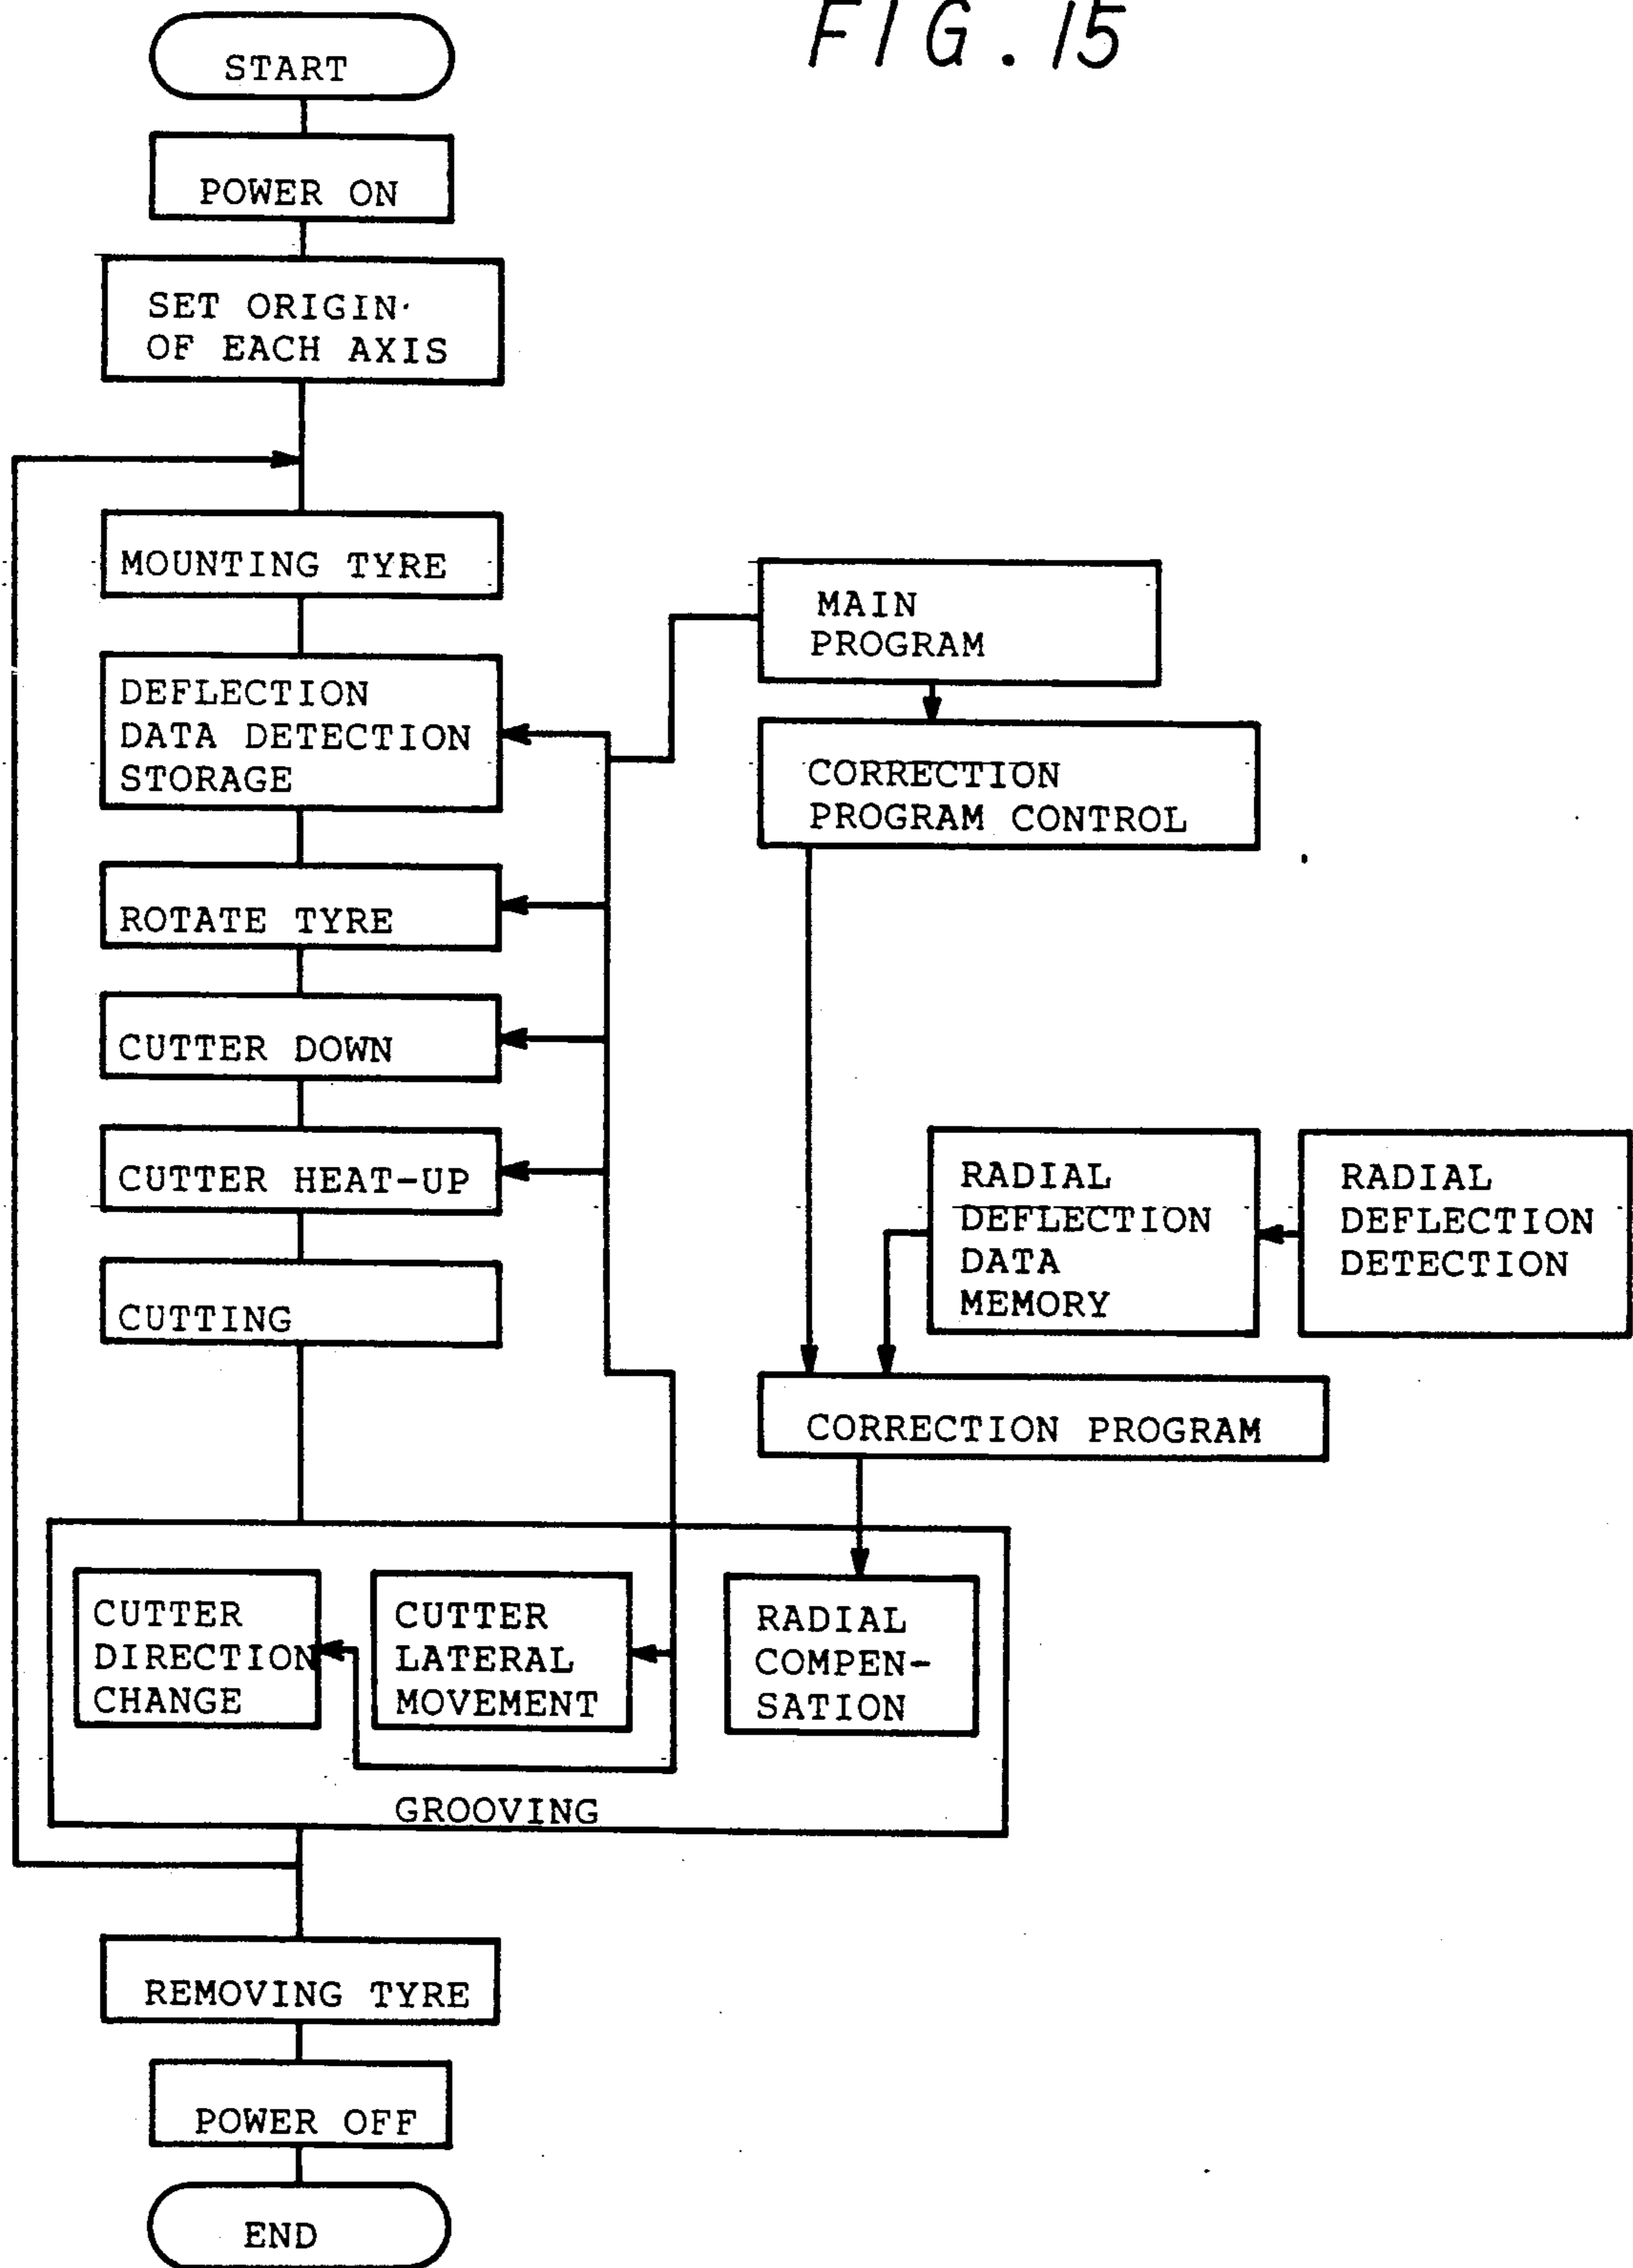 FIG. 15
START
POWER ON
SET ORIGIN
OF EACH AXIS
MOUNTING TYRE
DEFLECTION
DATA DETECTION
STORAGE
ROTATE TYRE
CUTTER DOWN
CUTTER HEAT-UP
CUTTING
MAIN
PROGRAM
CORRECTION
PROGRAM CONTROL
RADIAL
DEFLECTION
DATA
MEMORY
RADIAL
DEFLECTION
DETECTION
CORRECTION PROGRAM
CUTTER
DIRECTION
CHANGE
CUTTER
LATERAL
MOVEMENT
RADIAL
COMPEN-
SATION
GROOVING
REMOVING TYRE
POWER OFF
END